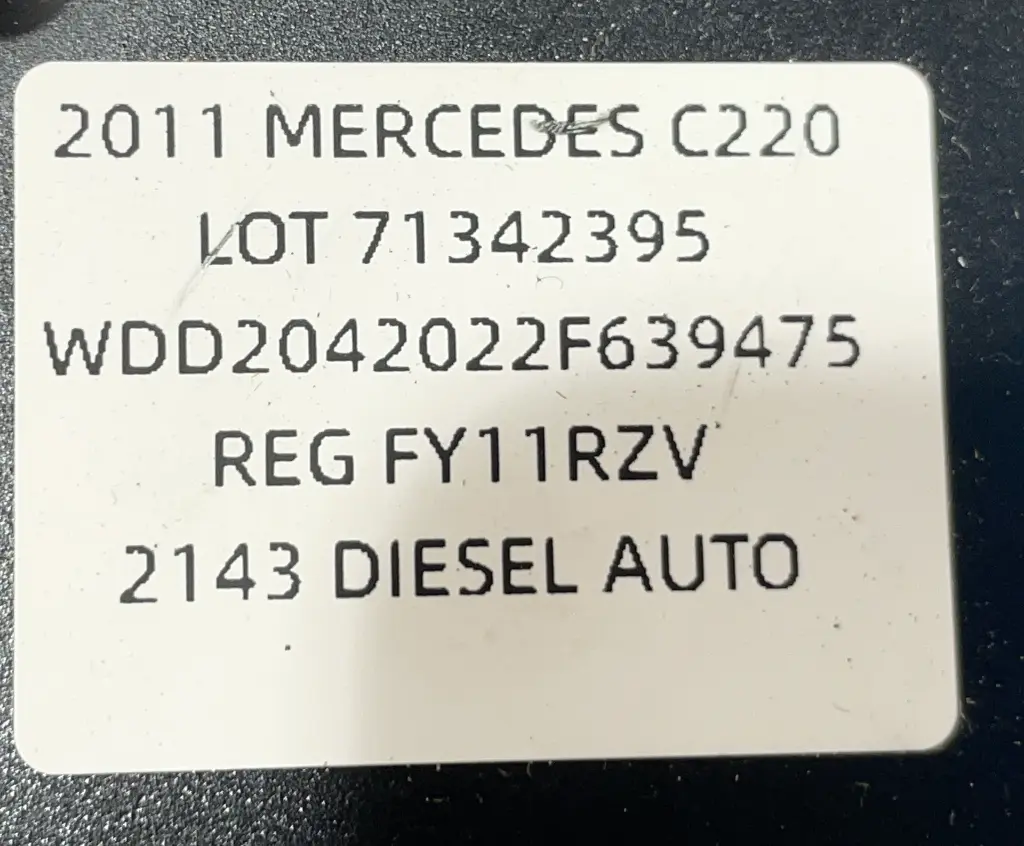 2011 MERCEDES C220
LOT 71342395
WDD2042022F639475
REG FY11RZV
2143 DIESEL AUTO